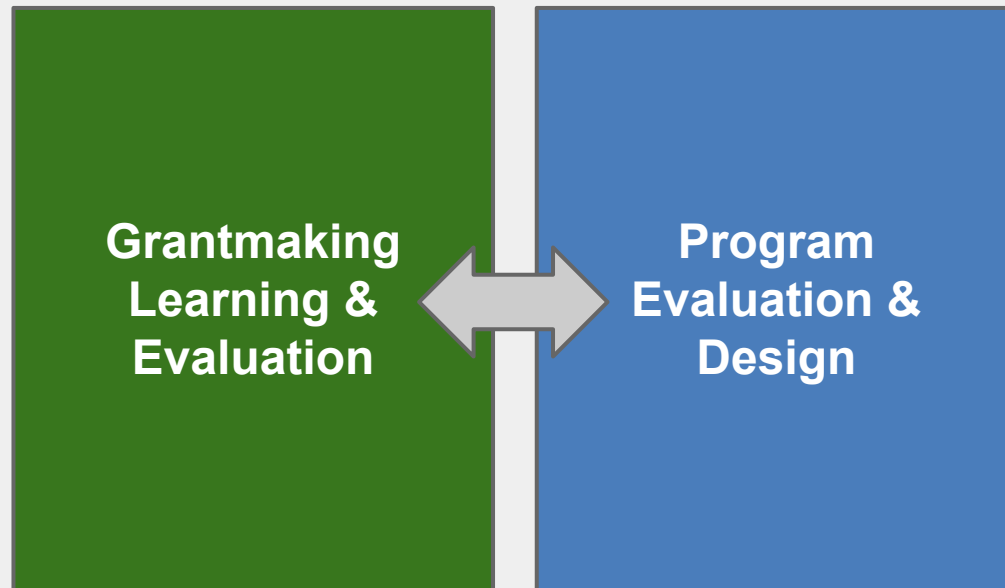 Grantmaking
Learning &
Evaluation
Program
Evaluation &
Design